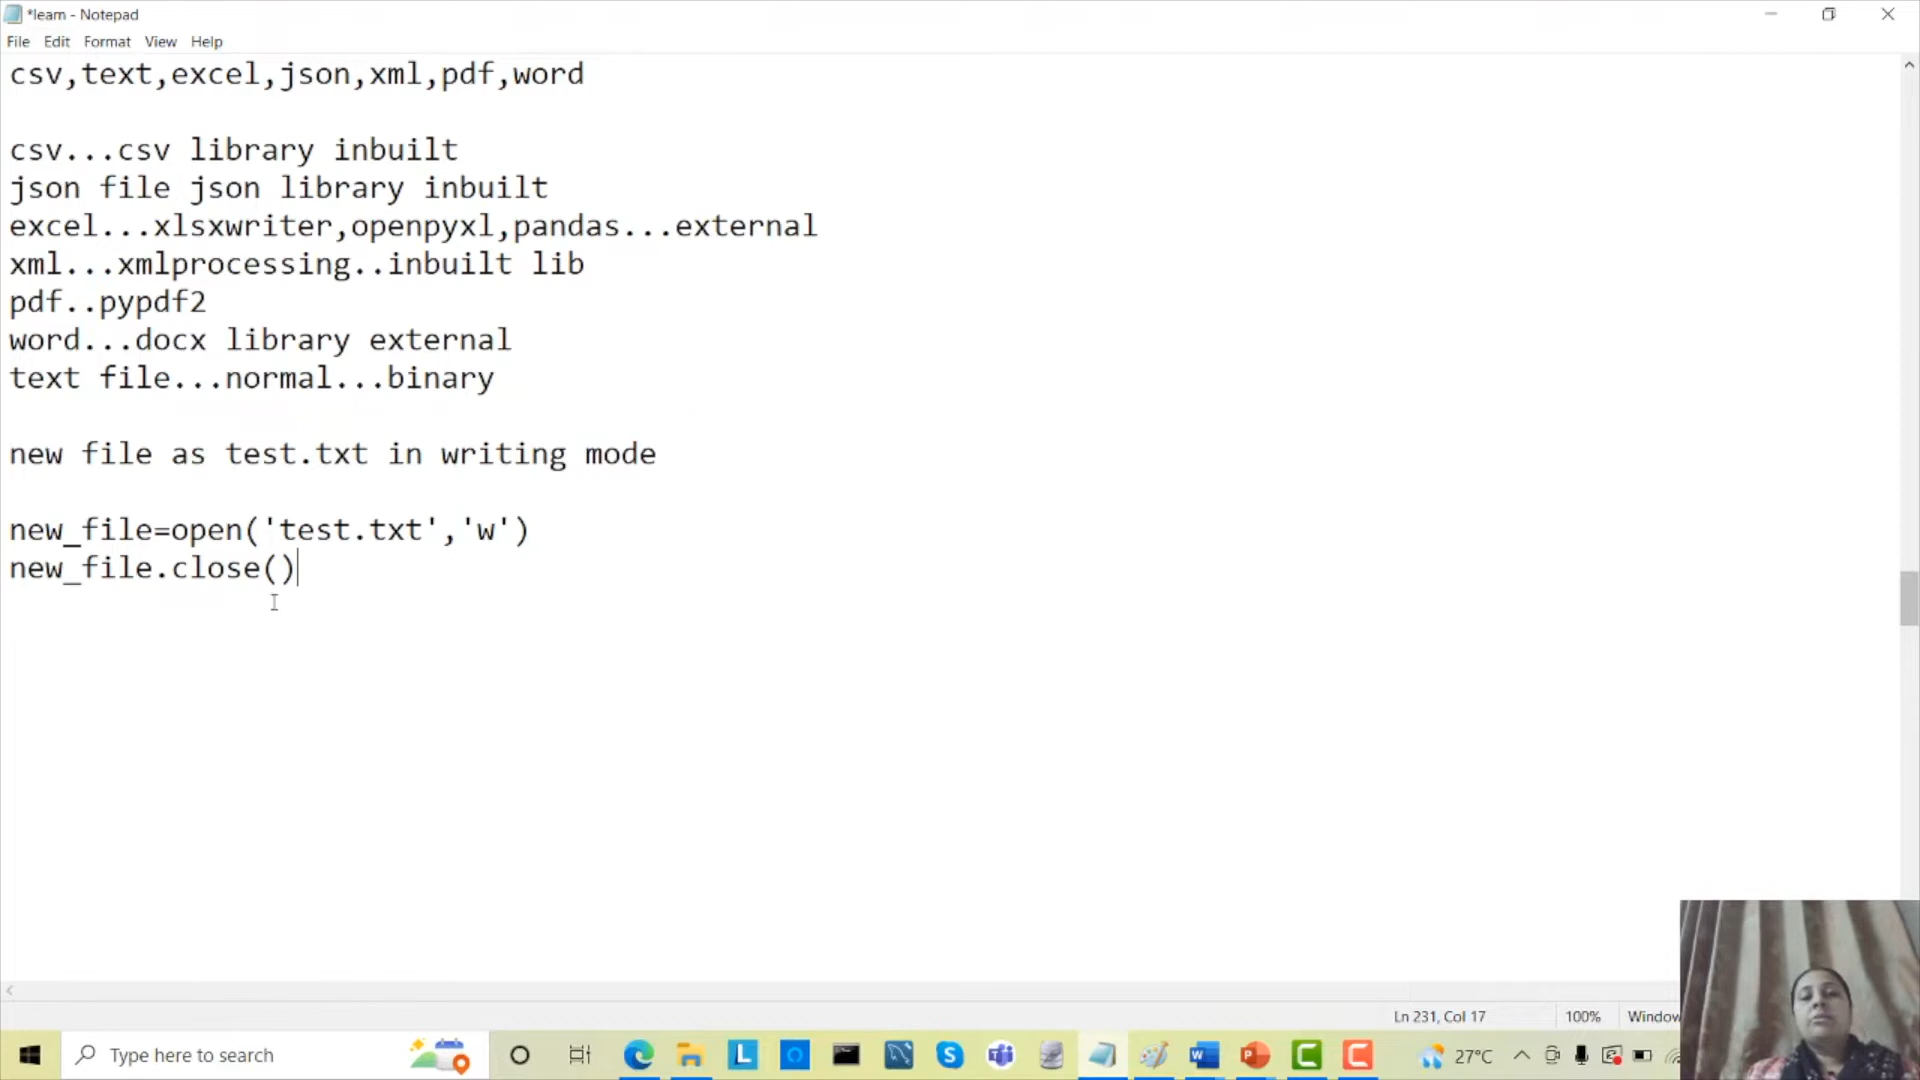 *learn - Notepad
File Edit Format View Help
csv,text,excel,json,xml,pdf,word
csv...csv library inbuilt
json file json library inbuilt
excel...xlsxwriter,openpyxl,pandas...external
xml...xmlprocessing..inbuilt lib
pdf..pypdf2
word...docx library external
text file...normal...binary
new file as test.txt in writing mode
new_file=open('test.txt','w')
new_file.close()
Ln 231, Col 17 100% Window
Type here to search 27°C